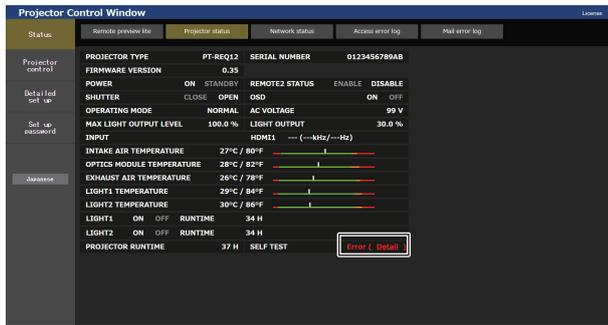 Projector Control Window
License
Status
Remote preview lite
Projector status
Network status
Access error log
Mail error log
Projector
control
Detailed
set up
Set up
password
Japanese
PROJECTOR TYPE PT-REQ12 SERIAL NUMBER 0123456789AB
FIRMWARE VERSION 0.35
POWER ON STANDBY REMOTE2 STATUS ENABLE DISABLE
SHUTTER CLOSE OPEN OSD ON OFF
OPERATING MODE NORMAL AC VOLTAGE 99 V
MAX LIGHT OUTPUT LEVEL 100.0 % LIGHT OUTPUT 30.0 %
INPUT HDMI1 --- (---kHz/---Hz)
INTAKE AIR TEMPERATURE 27°C / 80°F
OPTICS MODULE TEMPERATURE 28°C / 82°F
EXHAUST AIR TEMPERATURE 26°C / 78°F
LIGHT1 TEMPERATURE 29°C / 84°F
LIGHT2 TEMPERATURE 30°C / 86°F
LIGHT1 ON OFF RUNTIME 34 H
LIGHT2 ON OFF RUNTIME 34 H
PROJECTOR RUNTIME 37 H SELF TEST Error ( Detail )